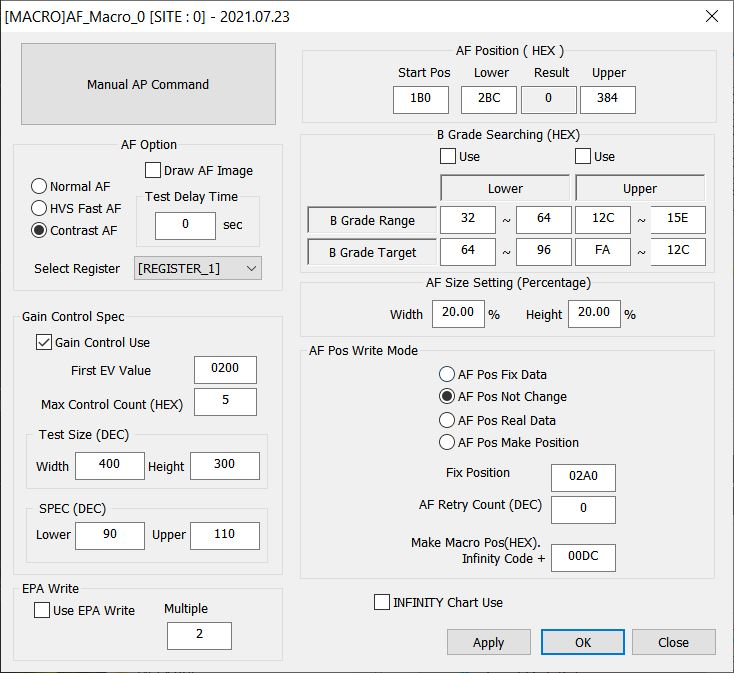 [MACRO]AF_Macro_0 [SITE : 0] - 2021.07.23
Manual AP Command
AF Option
Draw AF Image
Normal AF
HVS Fast AF
Contrast AF
Test Delay Time
0 sec
Select Register [REGISTER_1]
Gain Control Spec
Gain Control Use
First EV Value 0200
Max Control Count (HEX) 5
Test Size (DEC)
Width 400 Height 300
SPEC (DEC)
Lower 90 Upper 110
EPA Write
Use EPA Write
Multiple
2
AF Position ( HEX )
Start Pos Lower Result Upper
1B0 2BC 0 384
B Grade Searching (HEX)
Use Use
Lower Upper
B Grade Range 32 ~ 64 12C ~ 15E
B Grade Target 64 ~ 96 FA ~ 12C
AF Size Setting (Percentage)
Width 20.00 % Height 20.00 %
AF Pos Write Mode
AF Pos Fix Data
AF Pos Not Change
AF Pos Real Data
AF Pos Make Position
Fix Position 02A0
AF Retry Count (DEC) 0
Make Macro Pos(HEX).
Infinity Code + 00DC
INFINITY Chart Use
Apply OK Close